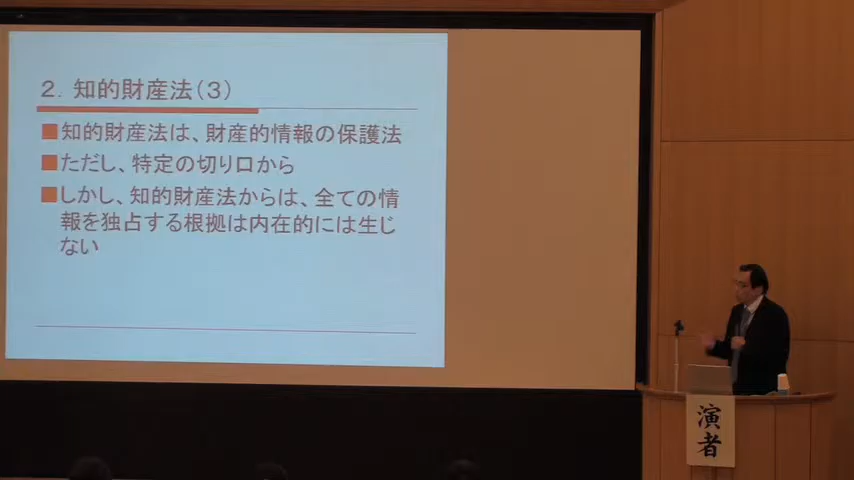 2. 知的財産法(3)
知的財産法は、財産的情報の保護法
ただし、特定の切り口から
しかし、知的財産法からは、全ての情
報を独占する根拠は内在的には生じ
ない
演者